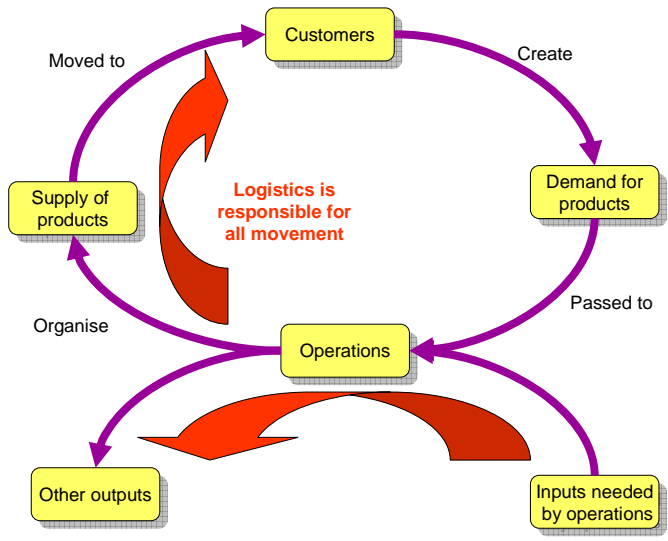 Customers
Moved to
Create
Supply of
products
Logistics is
responsible for
all movement
Demand for
products
Organise
Passed to
Operations
Other outputs
Inputs needed
by operations